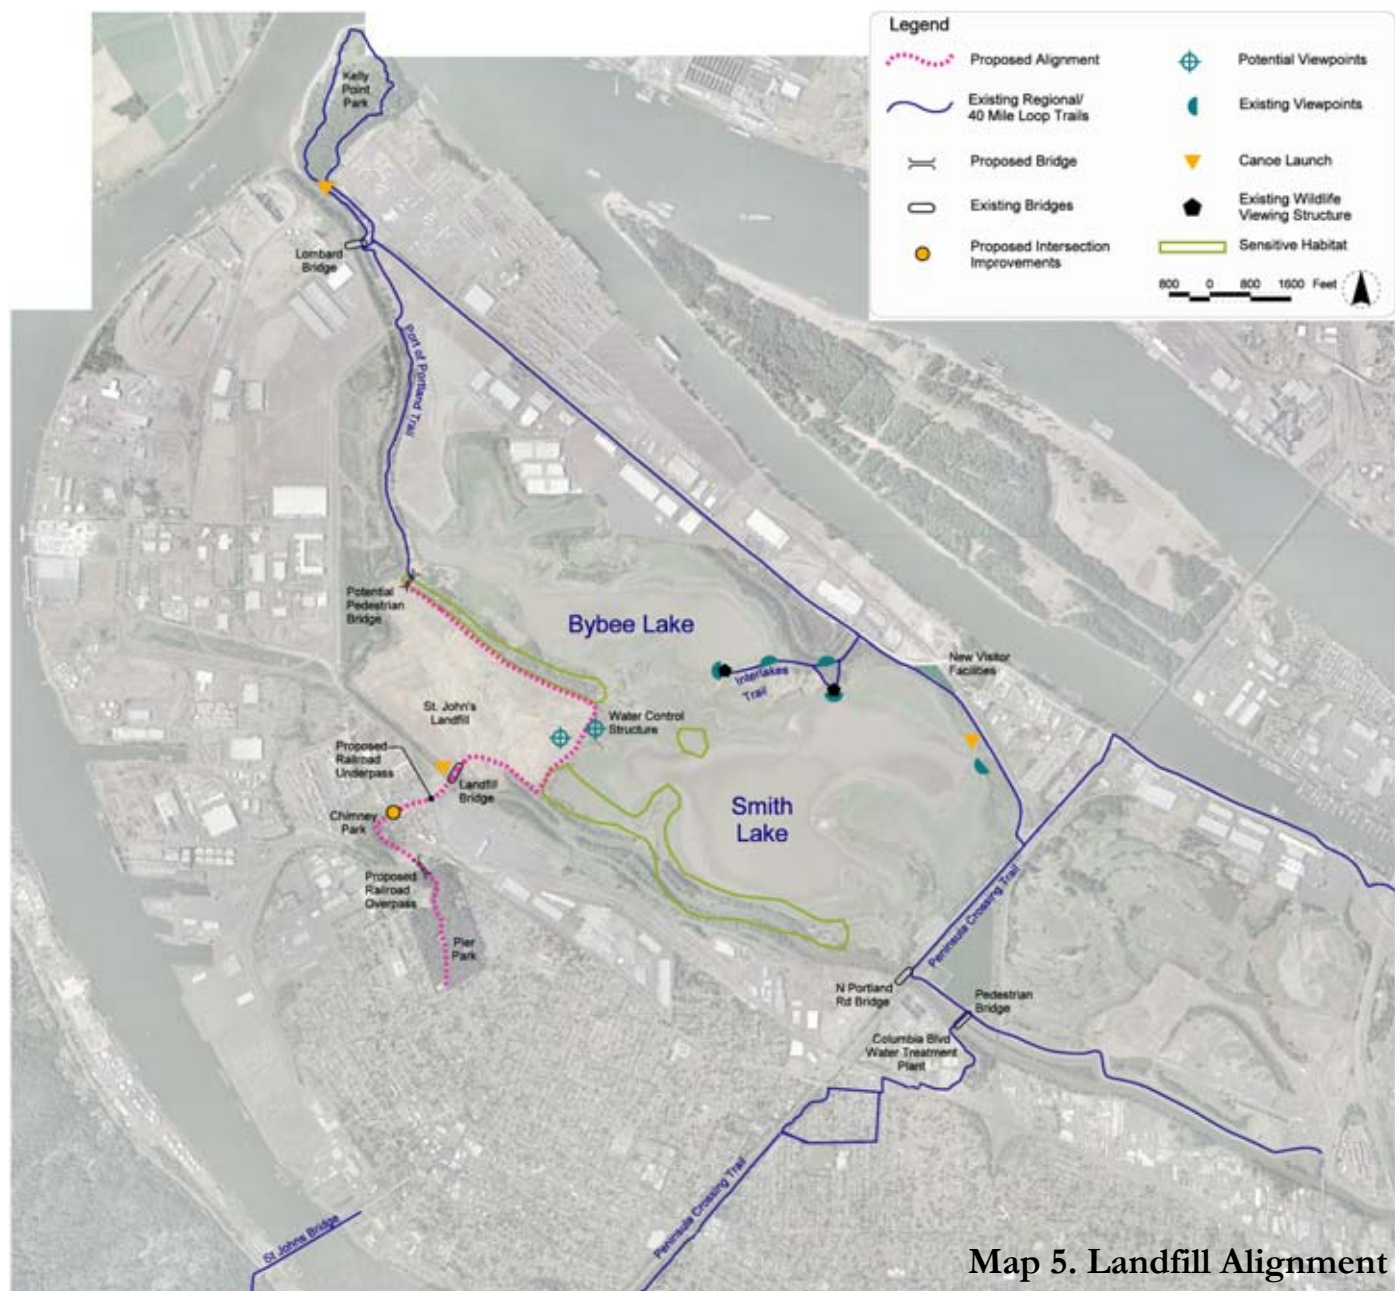 Legend
Proposed Alignment
Potential Viewpoints
Existing Regional/
40 Mile Loop Trails
Existing Viewpoints
Proposed Bridge
Canoe Launch
Existing Bridges
Existing Wildlife
Viewing Structure
Proposed Intersection
Improvements
Sensitive Habitat
800 0 800 1600 Feet
Kelly
Point
Park
Lombard
Bridge
Port of Portland Trail
Potential
Pedestrian
Bridge
Bybee Lake
Interlakes
Trail
New Visitor
Facilities
St. John's
Landfill
Water Control
Structure
Proposed
Railroad
Underpass
Landfill
Bridge
Chimney
Park
Smith
Lake
Proposed
Railroad
Overpass
Pier
Park
Peninsula Crossing Trail
N Portland
Rd Bridge
Pedestrian
Bridge
Columbia Blvd
Water Treatment
Plant
Peninsula Crossing Trail
St Johns Bridge
Map 5. Landfill Alignment